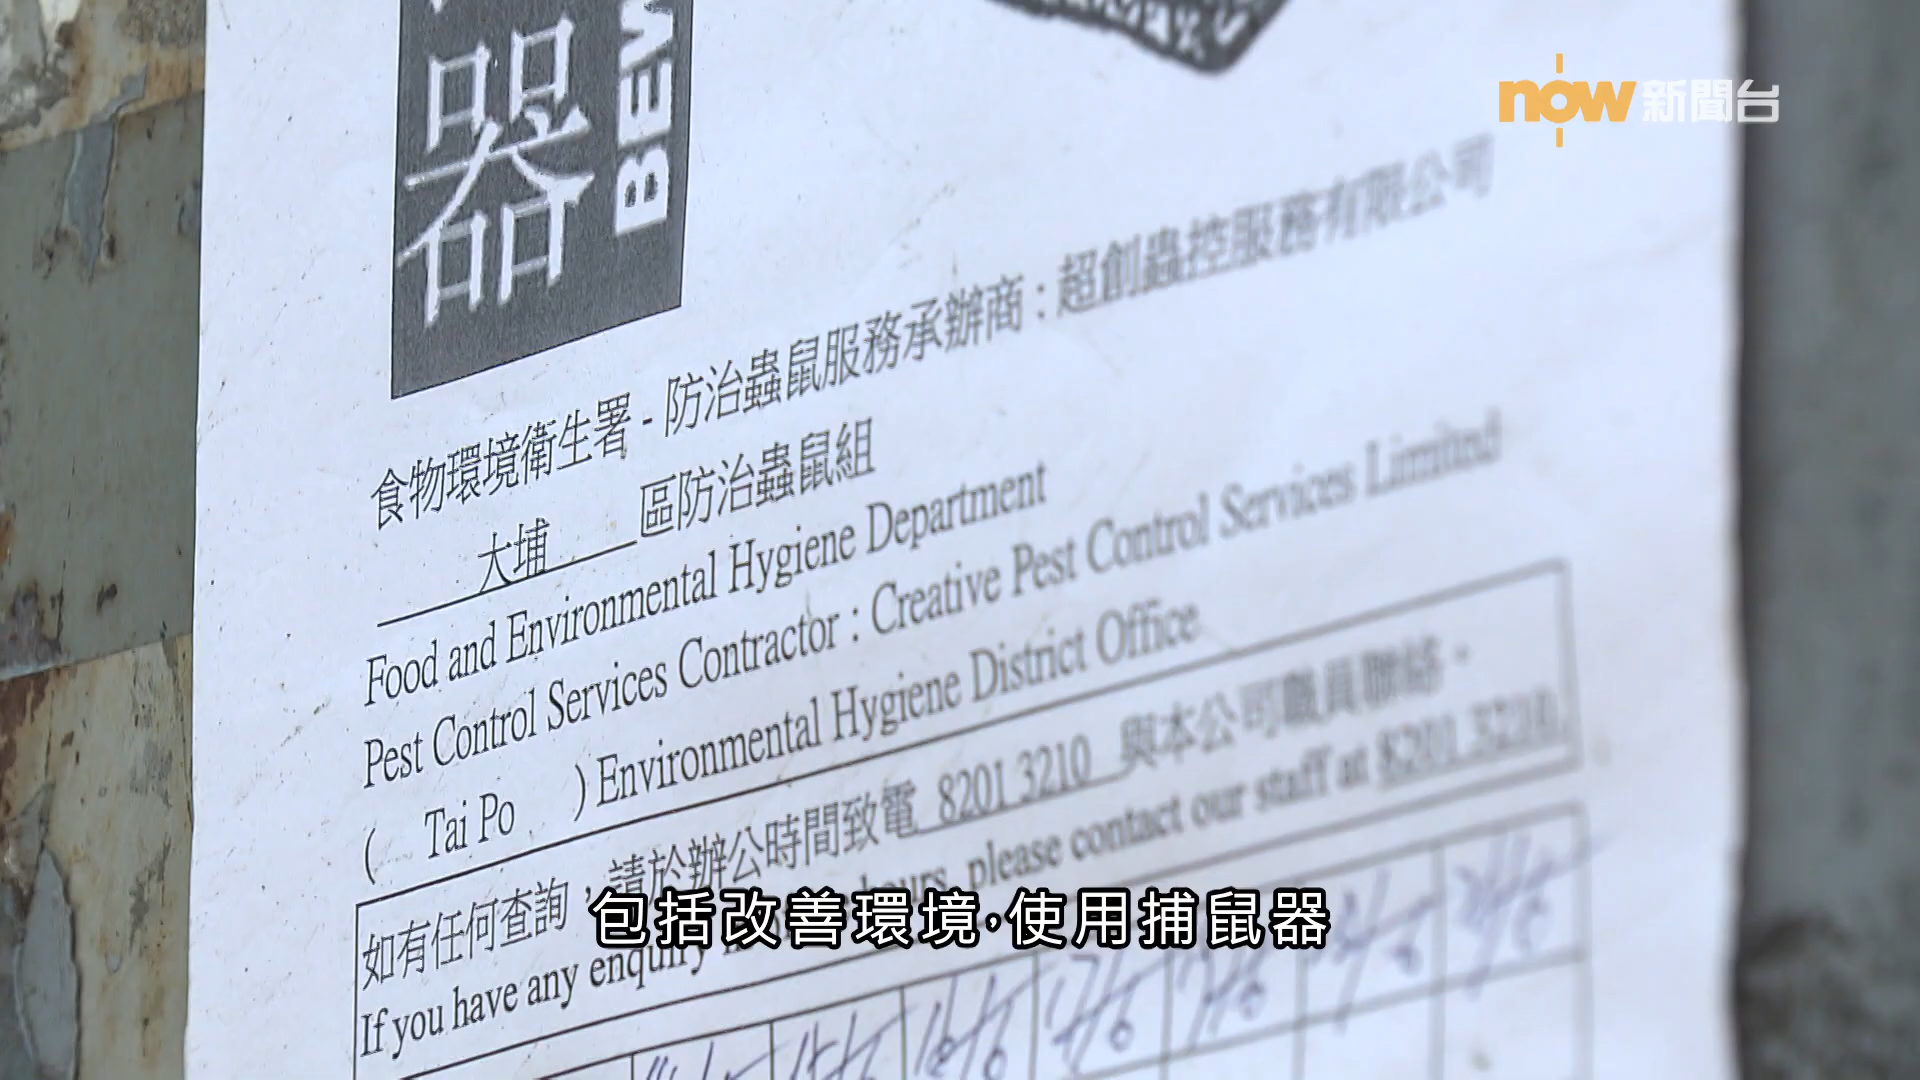 now 新聞台
器
BEW
食物環境衛生署 - 防治蟲鼠服務承辦商 : 超創蟲控服務有限公司
大埔 區防治蟲鼠組
Food and Environmental Hygiene Department
Pest Control Services Contractor : Creative Pest Control Services Limited
( Tai Po ) Environmental Hygiene District Office
如有任何查詢，請於辦公時間致電 8201 3210 與本公司職員聯絡。
If you have any enquiry hours, please contact our staff at 8201 3210.
包括改善環境，使用捕鼠器